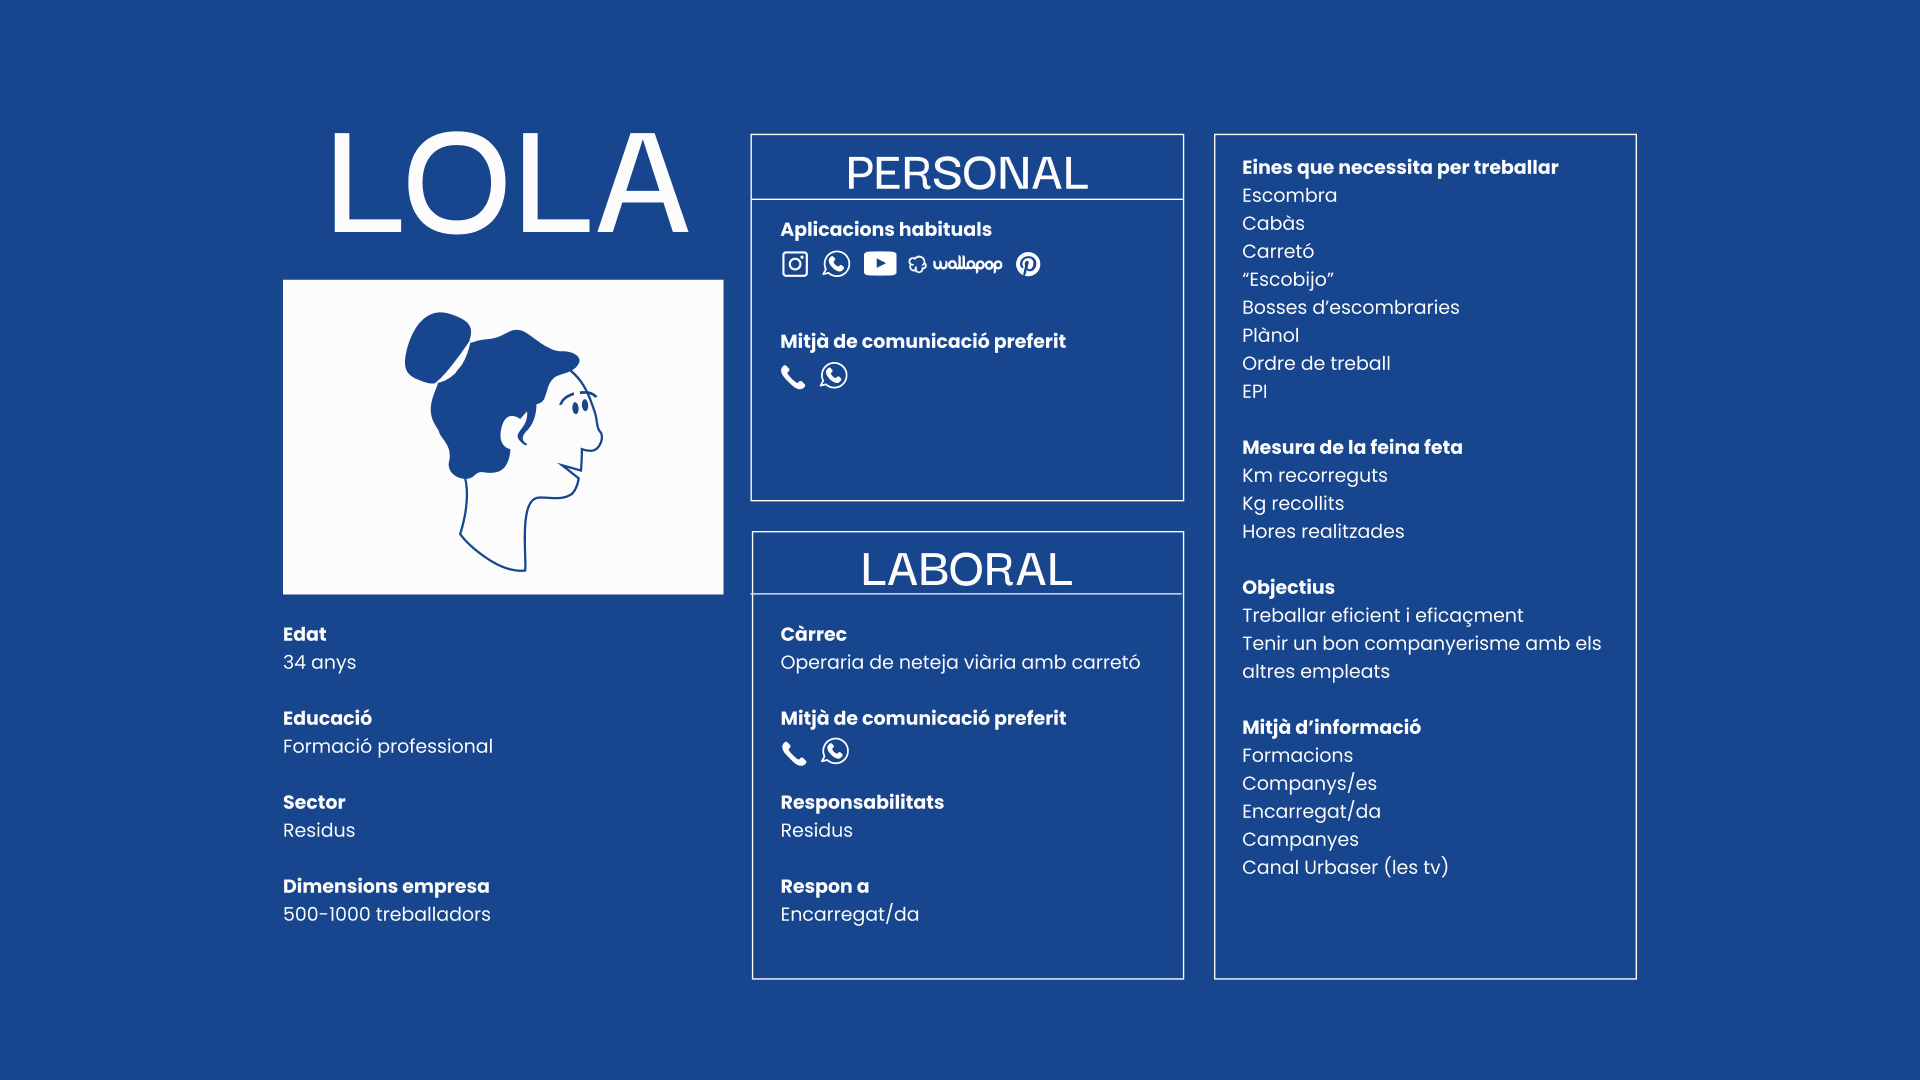 LOLA
Edat
34 anys
Educació
Formació professional
Sector
Residus
Dimensions empresa
500-1000 treballadors
PERSONAL
Aplicacions habituals
wallapop
Mitjà de comunicació preferit
LABORAL
Càrrec
Operaria de neteja viària amb carretó
Mitjà de comunicació preferit
Responsabilitats
Residus
Respon a
Encarregat/da
Eines que necessita per treballar
Escombra
Cabàs
Carretó
“Escobijo”
Bosses d’escombraries
Plànol
Ordre de treball
EPI
Mesura de la feina feta
Km recorreguts
Kg recollits
Hores realitzades
Objectius
Treballar eficient i eficaçment
Tenir un bon companyerisme amb els
altres empleats
Mitjà d’informació
Formacions
Companys/es
Encarregat/da
Campanyes
Canal Urbaser (les tv)